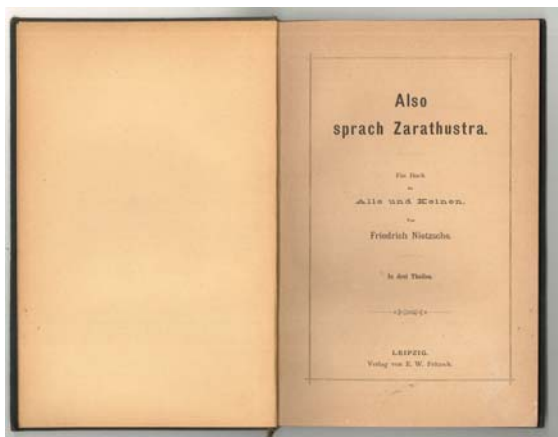 Also
sprach Zarathustra.
Ein Buch
für
Alle und Keinen.
Von
Friedrich Nietzsche.
In drei Theilen.
LEIPZIG.
Verlag von E. W. Fritzsch.